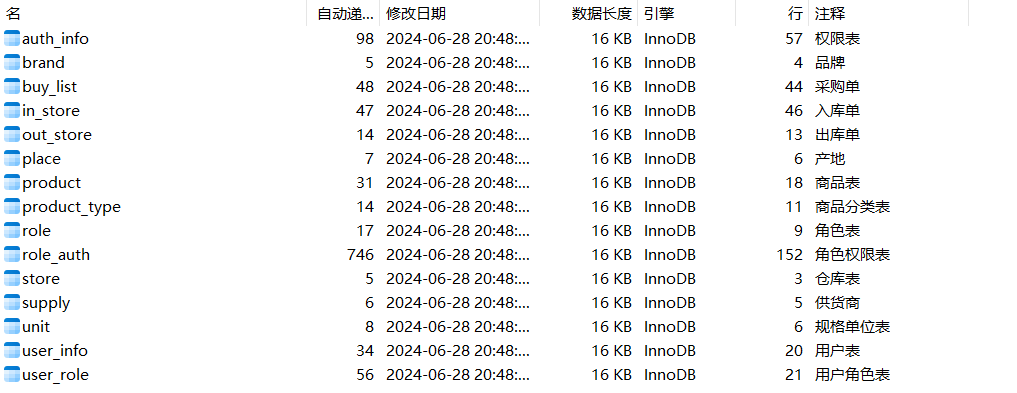 名 自动递... 修改日期 数据长度 引擎 行 注释
auth_info 98 2024-06-28 20:48:... 16 KB InnoDB 57 权限表
brand 5 2024-06-28 20:48:... 16 KB InnoDB 4 品牌
buy_list 48 2024-06-28 20:48:... 16 KB InnoDB 44 采购单
in_store 47 2024-06-28 20:48:... 16 KB InnoDB 46 入库单
out_store 14 2024-06-28 20:48:... 16 KB InnoDB 13 出库单
place 7 2024-06-28 20:48:... 16 KB InnoDB 6 产地
product 31 2024-06-28 20:48:... 16 KB InnoDB 18 商品表
product_type 14 2024-06-28 20:48:... 16 KB InnoDB 11 商品分类表
role 17 2024-06-28 20:48:... 16 KB InnoDB 9 角色表
role_auth 746 2024-06-28 20:48:... 16 KB InnoDB 152 角色权限表
store 5 2024-06-28 20:48:... 16 KB InnoDB 3 仓库表
supply 6 2024-06-28 20:48:... 16 KB InnoDB 5 供货商
unit 8 2024-06-28 20:48:... 16 KB InnoDB 6 规格单位表
user_info 34 2024-06-28 20:48:... 16 KB InnoDB 20 用户表
user_role 56 2024-06-28 20:48:... 16 KB InnoDB 21 用户角色表